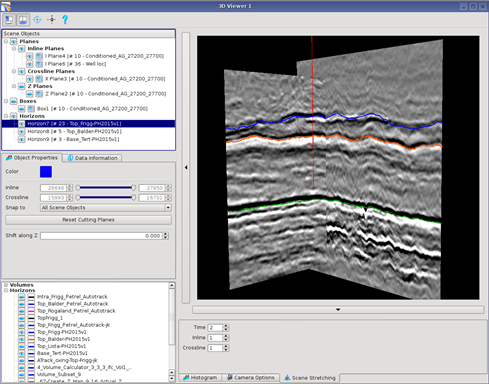 3D Viewer 1
Scene Objects
Planes
Inline Planes
I Plane4 [# 10 - Conditioned_AG_27200_27700]
I Plane6 [# 36 - Well loc]
Crossline Planes
X Plane3 [# 10 - Conditioned_AG_27200_27700]
Z Planes
Z Plane2 [# 10 - Conditioned_AG_27200_27700]
Boxes
Box1 [# 10 - Conditioned_AG_27200_27700]
Horizons
Horizon7 [# 23 - Top_Frigg-PH2015v1]
Horizon8 [# 5 - Top_Balder-PH2015v1]
Horizon9 [# 3 - Base_Tert-PH2015v1]
Object Properties
Data Information
Color
Inline 26646 27950
Crossline 15993 16701
Snap to All Scene Objects
Reset Cutting Planes
Shift along Z 0.000
Volumes
Horizons
Intra_Frigg_Petrel_Autotrack
Top_Balder_Petrel_Autotrack
Top_Rogaland_Petrel_Autotrack
TopFrigg_1
Top_Frigg_Petrel_Autotrack-jk
Top_Frigg-PH2015v1
Top_Balder-PH2015v1
Top_Lista-PH2015v1
Base_Tert-PH2015v1
ATrack_oxing-Top-Frigg-jk
4_Volume_Calculator_3_3_3_ifc_Vol1_..
Volume_Subset_9
Time 2
Inline 1
Crossline 1
Histogram
Camera Options
Scene Stretching